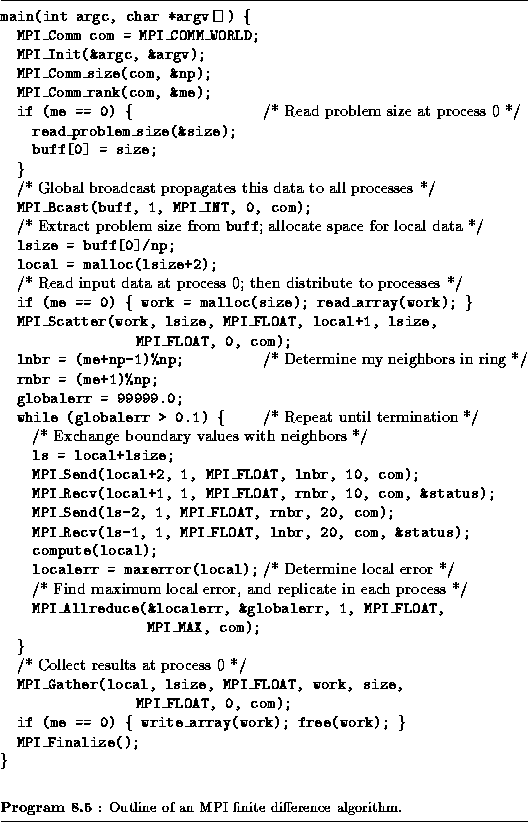 main(int argc, char *argv[]) {
MPI_Comm com = MPI_COMM_WORLD;
MPI_Init(&argc, &argv);
MPI_Comm_size(com, &np);
MPI_Comm_rank(com, &me);
if (me == 0) { /* Read problem size at process 0 */
read_problem_size(&size);
buff[0] = size;
}
/* Global broadcast propagates this data to all processes */
MPI_Bcast(buff, 1, MPI_INT, 0, com);
/* Extract problem size from buff; allocate space for local data */
lsize = buff[0]/np;
local = malloc(lsize+2);
/* Read input data at process 0; then distribute to processes */
if (me == 0) { work = malloc(size); read_array(work); }
MPI_Scatter(work, lsize, MPI_FLOAT, local+1, lsize,
MPI_FLOAT, 0, com);
lnbr = (me+np-1)%np; /* Determine my neighbors in ring */
rnbr = (me+1)%np;
globalerr = 99999.0;
while (globalerr > 0.1) { /* Repeat until termination */
/* Exchange boundary values with neighbors */
ls = local+lsize;
MPI_Send(local+2, 1, MPI_FLOAT, lnbr, 10, com);
MPI_Recv(local+1, 1, MPI_FLOAT, rnbr, 10, com, &status);
MPI_Send(ls-2, 1, MPI_FLOAT, rnbr, 20, com);
MPI_Recv(ls-1, 1, MPI_FLOAT, lnbr, 20, com, &status);
compute(local);
localerr = maxerror(local); /* Determine local error */
/* Find maximum local error, and replicate in each process */
MPI_Allreduce(&localerr, &globalerr, 1, MPI_FLOAT,
MPI_MAX, com);
}
/* Collect results at process 0 */
MPI_Gather(local, lsize, MPI_FLOAT, work, size,
MPI_FLOAT, 0, com);
if (me == 0) { write_array(work); free(work); }
MPI_Finalize();
}
Program 8.5 : Outline of an MPI finite difference algorithm.